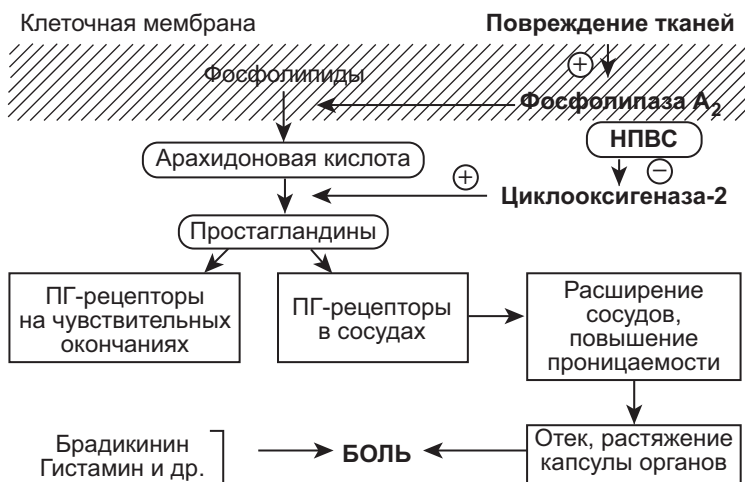 Клеточная мембрана
Повреждение тканей
+
Фосфолипиды
Фосфолипаза А2
НПВС
Арахидоновая кислота
+
−
Циклооксигеназа-2
Простагландины
ПГ-рецепторы
на чувствительных
окончаниях
ПГ-рецепторы
в сосудах
Расширение
сосудов,
повышение
проницаемости
Брадикинин
Гистамин и др.
БОЛЬ
Отек, растяжение
капсулы органов